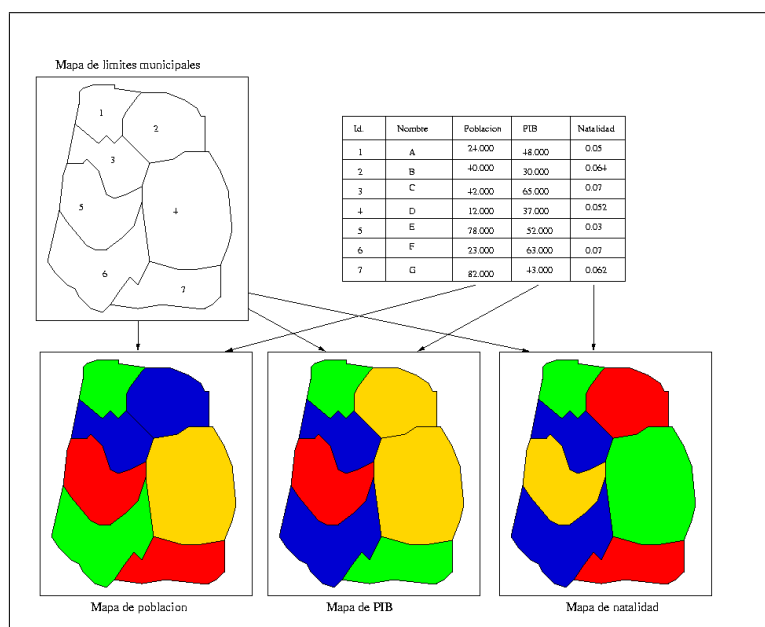 Mapa de limites municipales
1
2
3
4
5
6
7
Id. Nombre Poblacion PIB Natalidad
1 A 24.000 48.000 0.05
2 B 40.000 30.000 0.064
3 C 42.000 65.000 0.07
4 D 12.000 37.000 0.052
5 E 78.000 52.000 0.03
6 F 23.000 63.000 0.07
7 G 82.000 43.000 0.062
Mapa de poblacion
Mapa de PIB
Mapa de natalidad